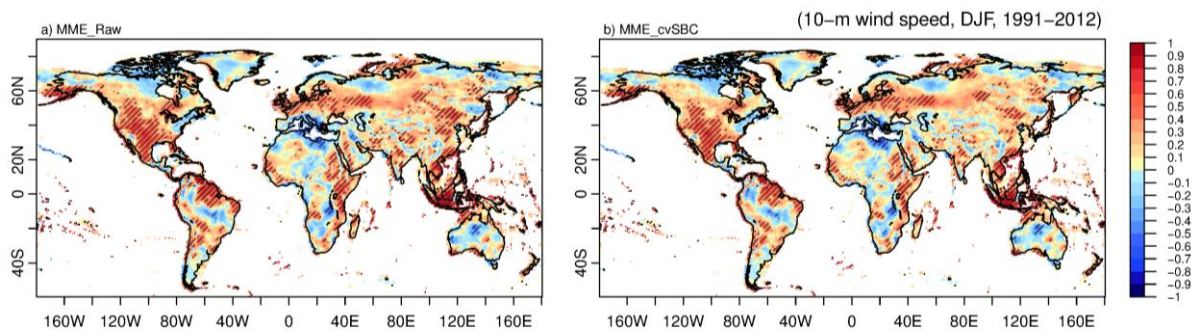 (10-m wind speed, DJF, 1991−2012)
a) MME_Raw
b) MME_cvSBC
60N
20N
0
40S
160W 120W 80W 40W 0 40E 80E 120E 160E
60N
20N
0
40S
160W 120W 80W 40W 0 40E 80E 120E 160E
1
0.9
0.8
0.7
0.6
0.5
0.4
0.3
0.2
0.1
0
−0.1
−0.2
−0.3
−0.4
−0.5
−0.6
−0.7
−0.8
−0.9
−1